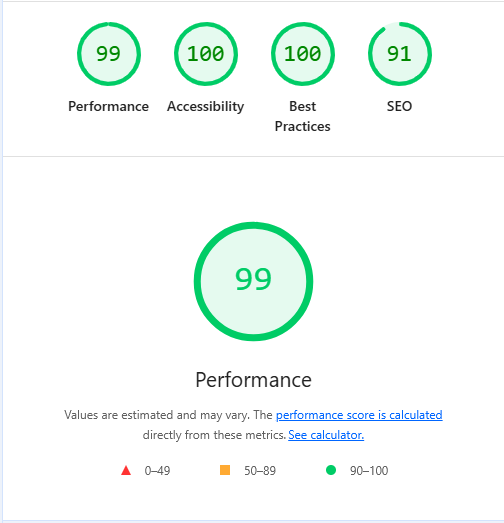 99 100 100 91
Performance Accessibility Best Practices SEO
99
Performance
Values are estimated and may vary. The performance score is calculated
directly from these metrics. See calculator.
0–49 50–89 90–100